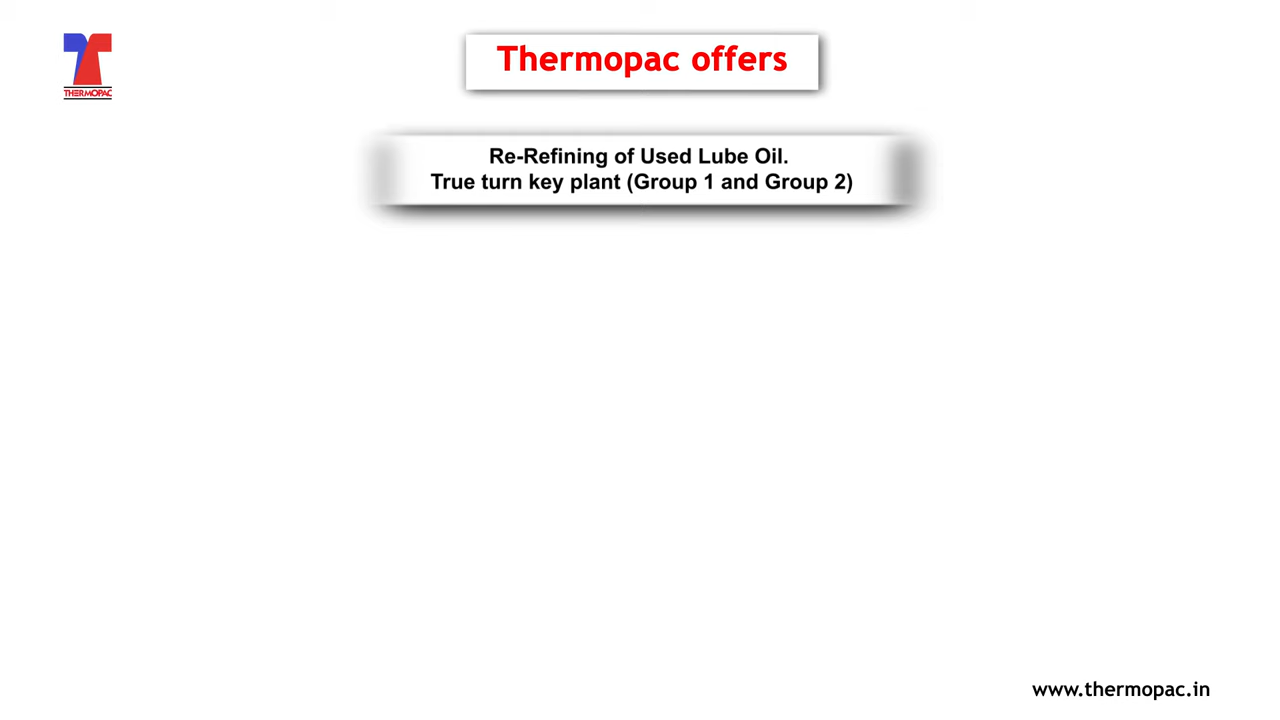 THERMOPAC
Thermopac offers
Re-Refining of Used Lube Oil.
True turn key plant (Group 1 and Group 2)
www.thermopac.in